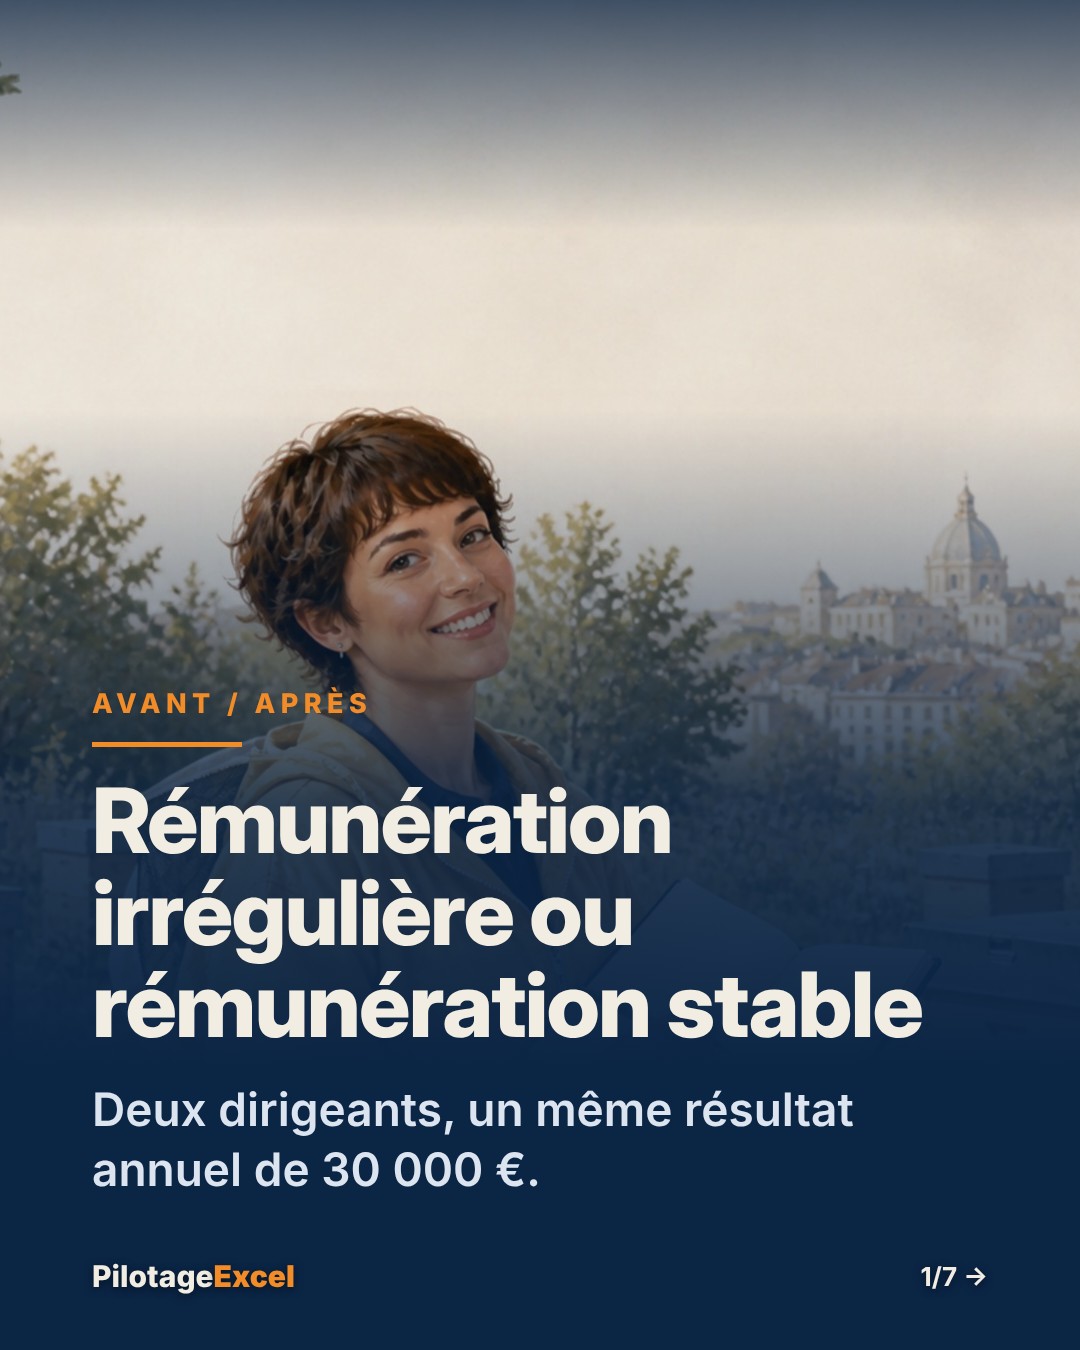 AVANT / APRÈS
Rémunération
irrégulière ou
rémunération stable
Deux dirigeants, un même résultat
annuel de 30 000 €.
PilotageExcel
1/7 →